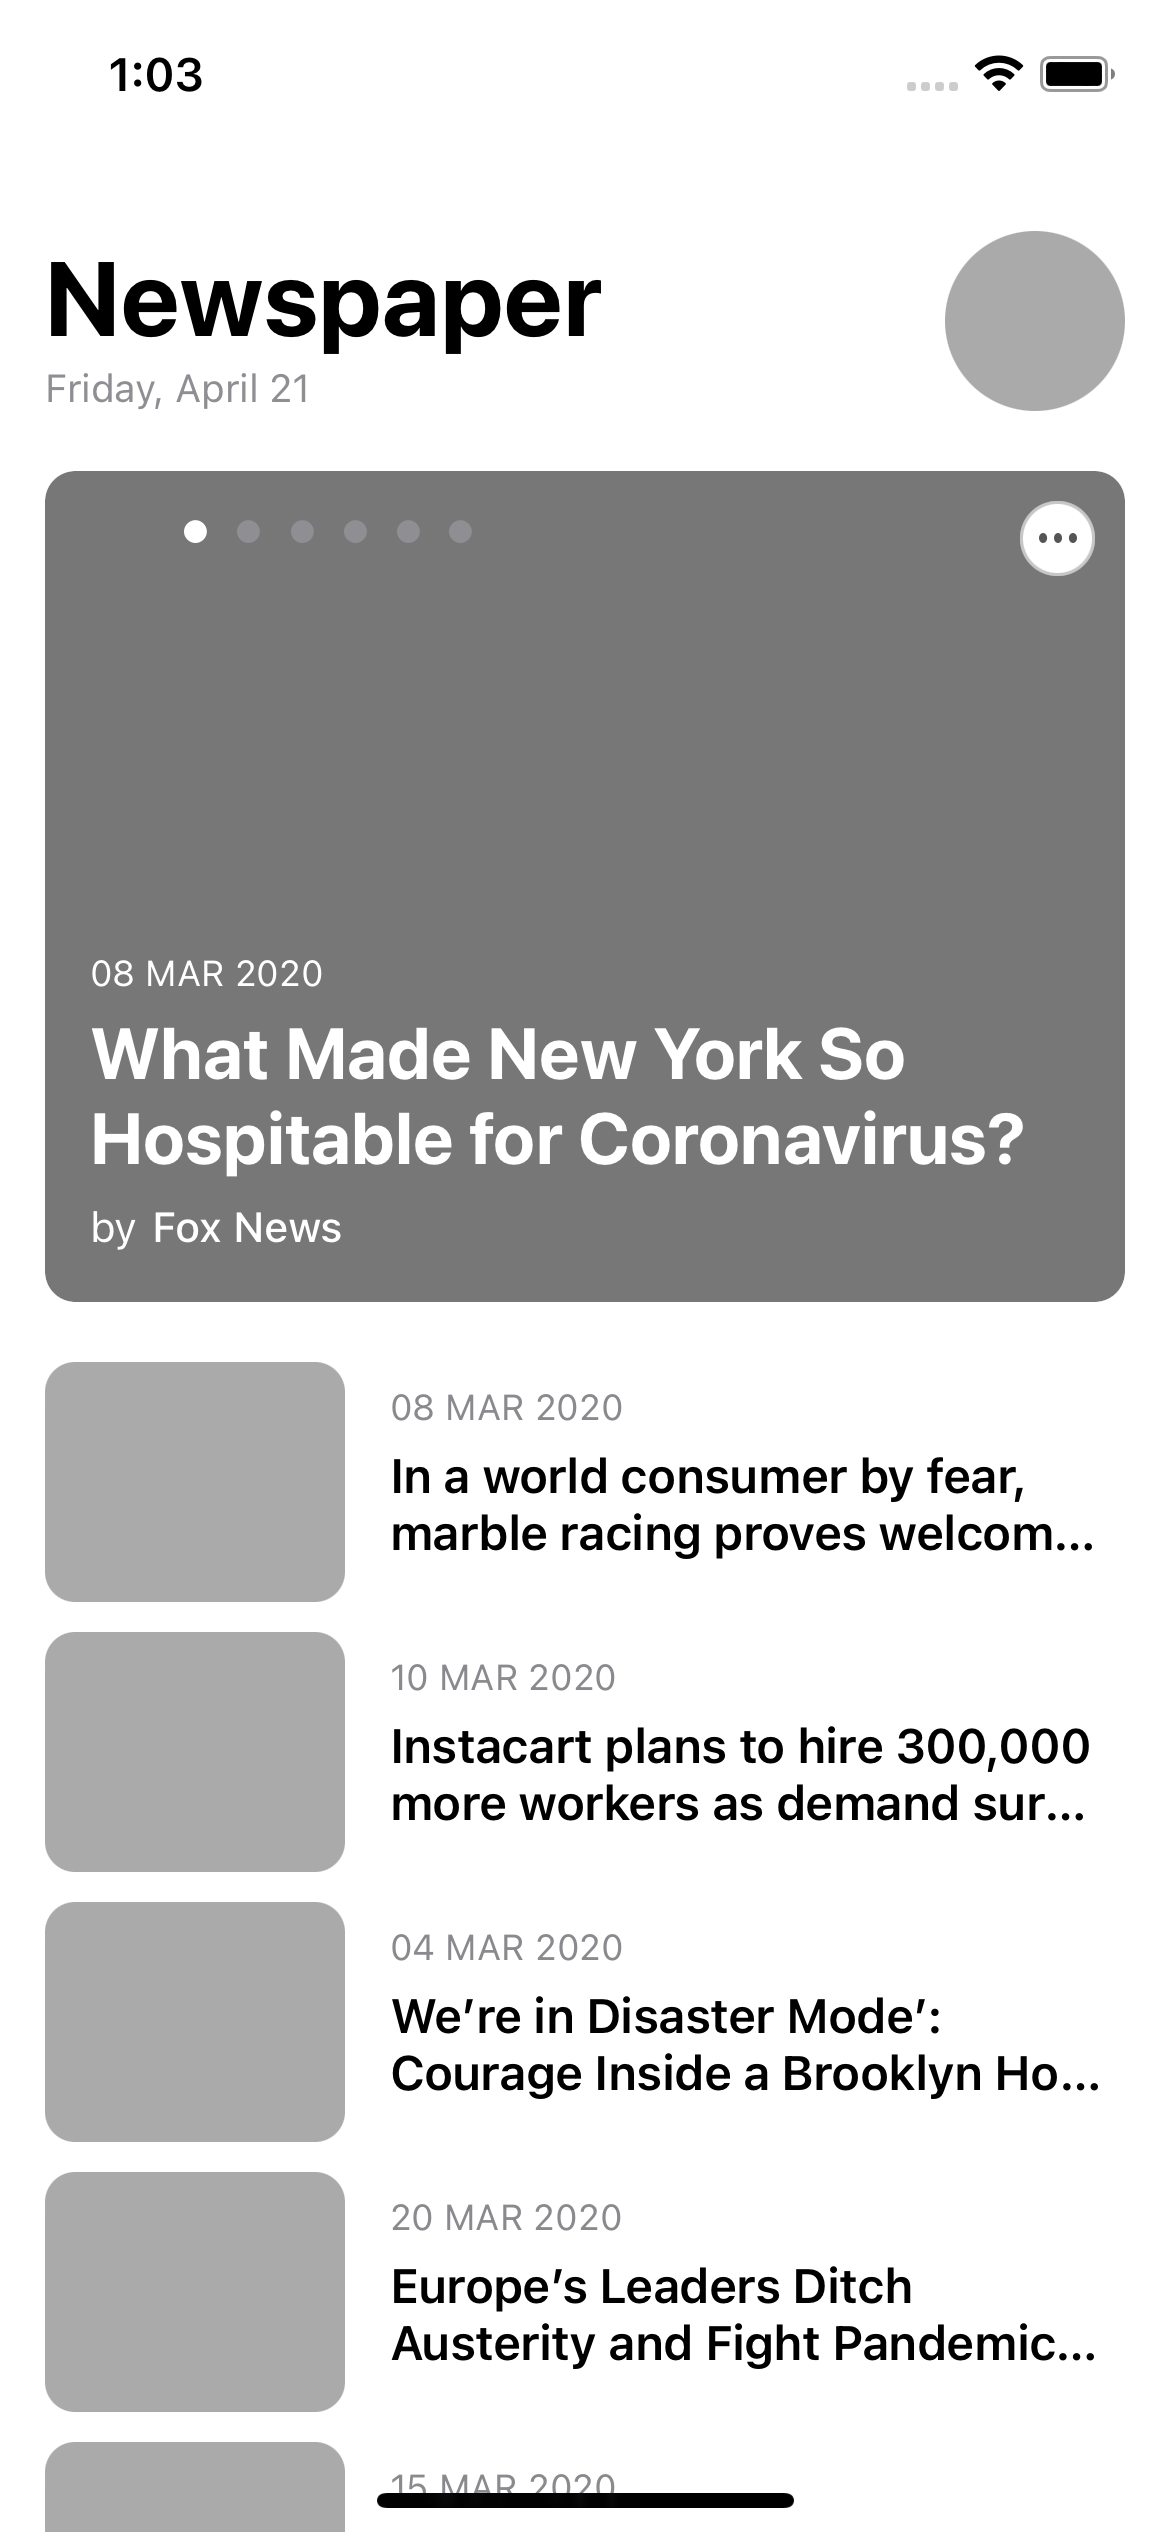 1:03
Newspaper
Friday, April 21
08 MAR 2020
What Made New York So
Hospitable for Coronavirus?
by Fox News
08 MAR 2020
In a world consumer by fear,
marble racing proves welcom...
10 MAR 2020
Instacart plans to hire 300,000
more workers as demand sur...
04 MAR 2020
We’re in Disaster Mode’:
Courage Inside a Brooklyn Ho...
20 MAR 2020
Europe’s Leaders Ditch
Austerity and Fight Pandemic...
15 MAR 2020